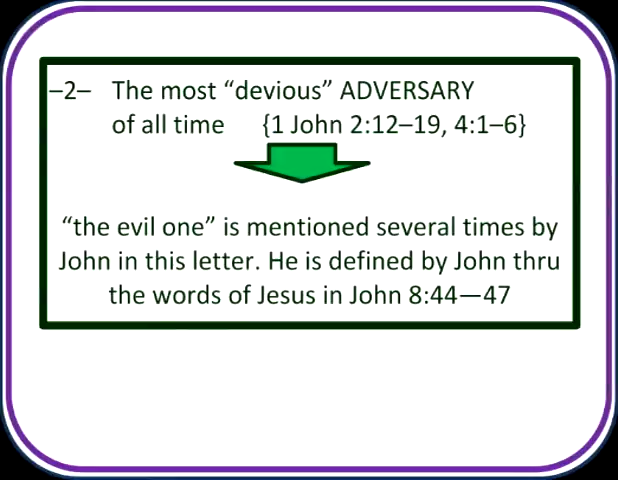 –2– The most “devious” ADVERSARY
of all time {1 John 2:12–19, 4:1–6}
“the evil one” is mentioned several times by
John in this letter. He is defined by John thru
the words of Jesus in John 8:44—47